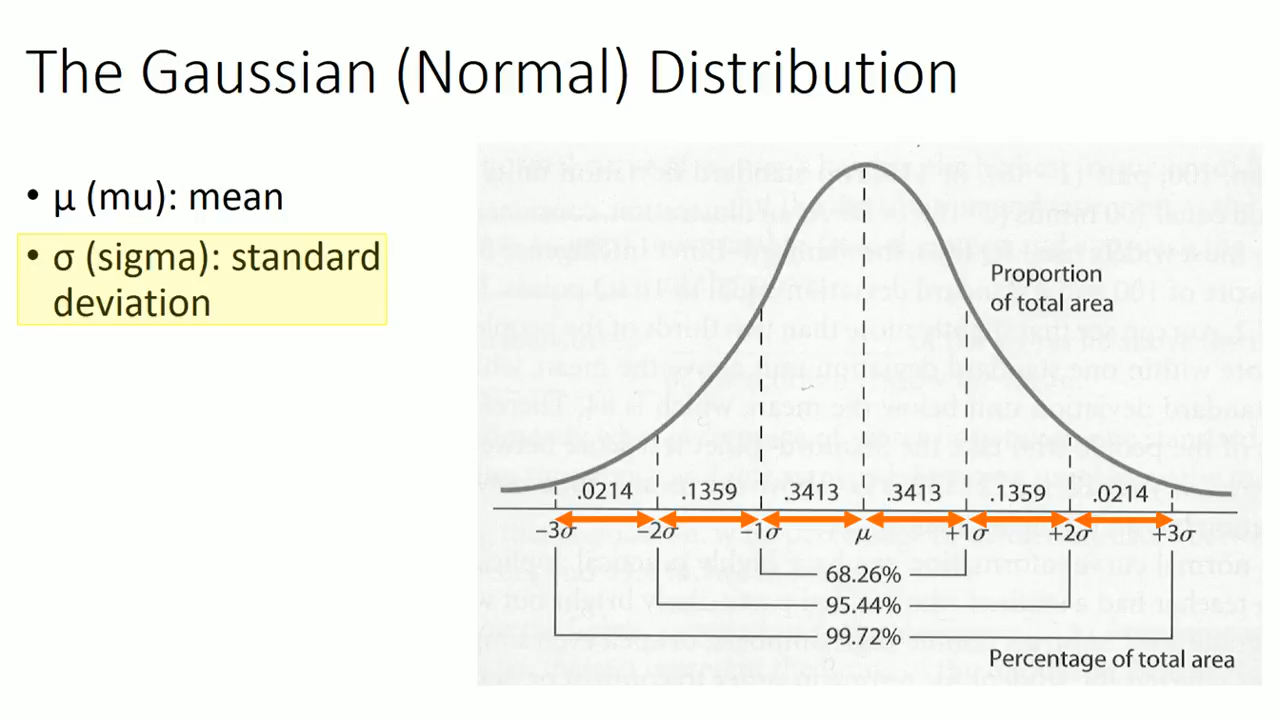 The Gaussian (Normal) Distribution
• μ (mu): mean
• σ (sigma): standard
deviation
Proportion
of total area
.0214 .1359 .3413 .3413 .1359 .0214
−3σ −2σ −1σ μ +1σ +2σ +3σ
68.26%
95.44%
99.72%
Percentage of total area